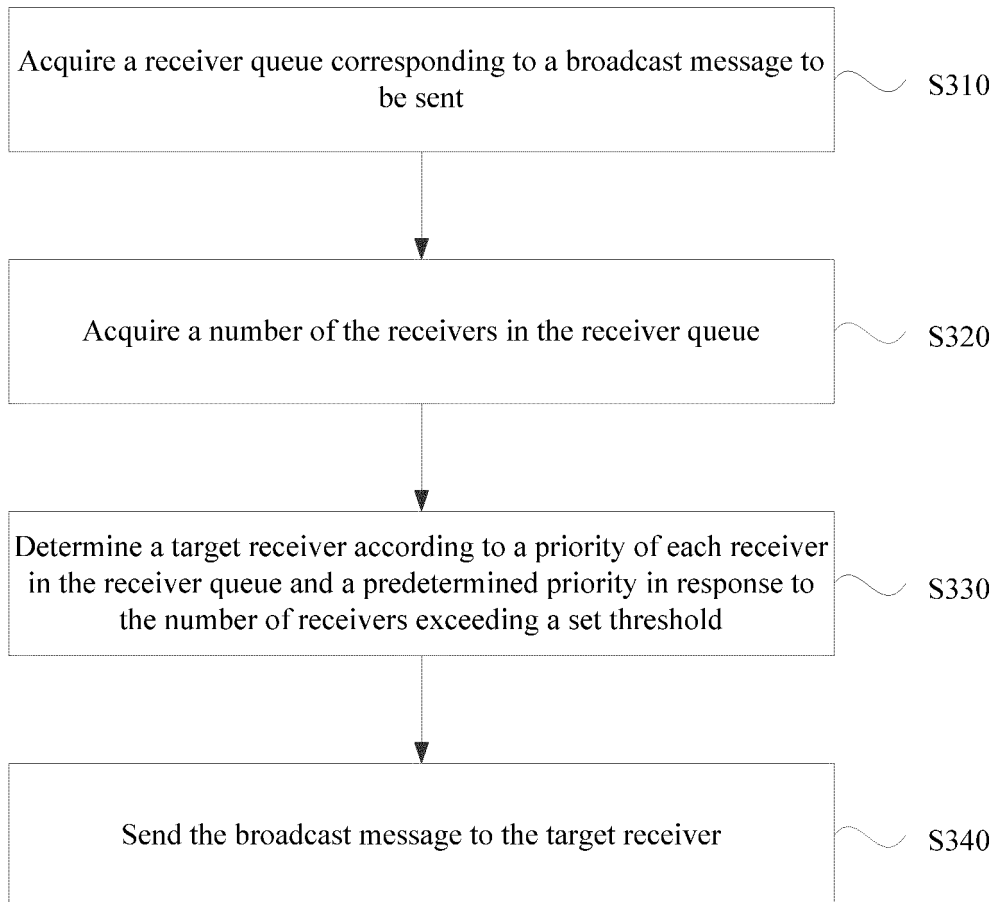 Acquire a receiver queue corresponding to a broadcast message to
be sent
S310
Acquire a number of the receivers in the receiver queue
S320
Determine a target receiver according to a priority of each receiver
in the receiver queue and a predetermined priority in response to
the number of receivers exceeding a set threshold
S330
Send the broadcast message to the target receiver
S340